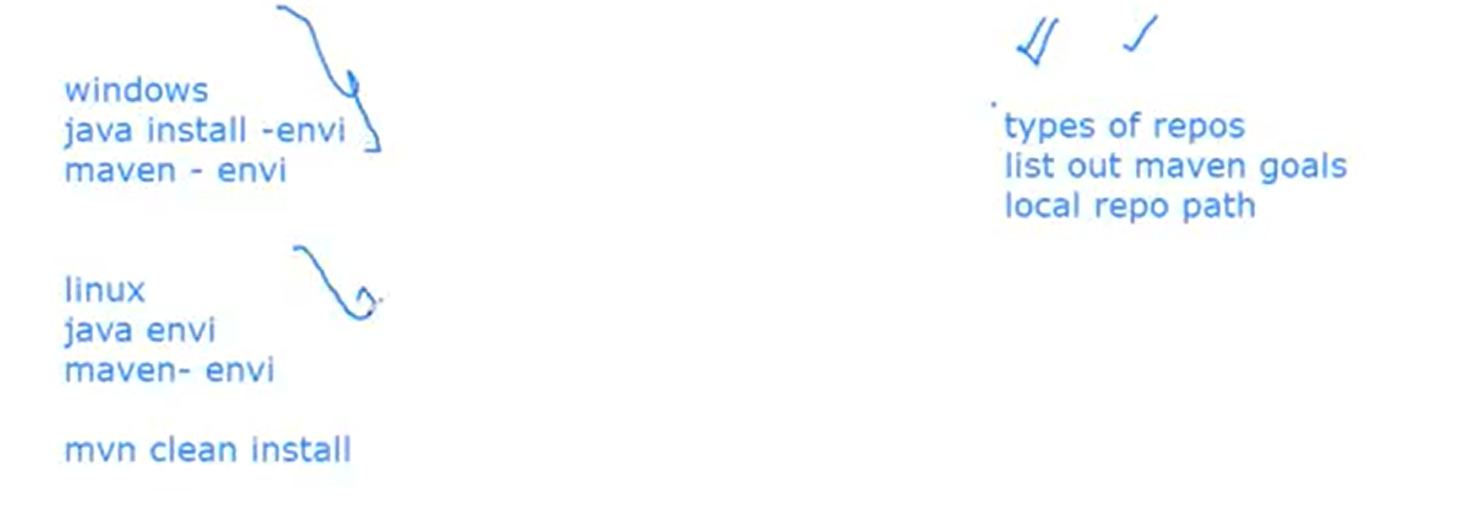 windows
java install -envi
maven - envi
linux
java envi
maven- envi
mvn clean install
types of repos
list out maven goals
local repo path